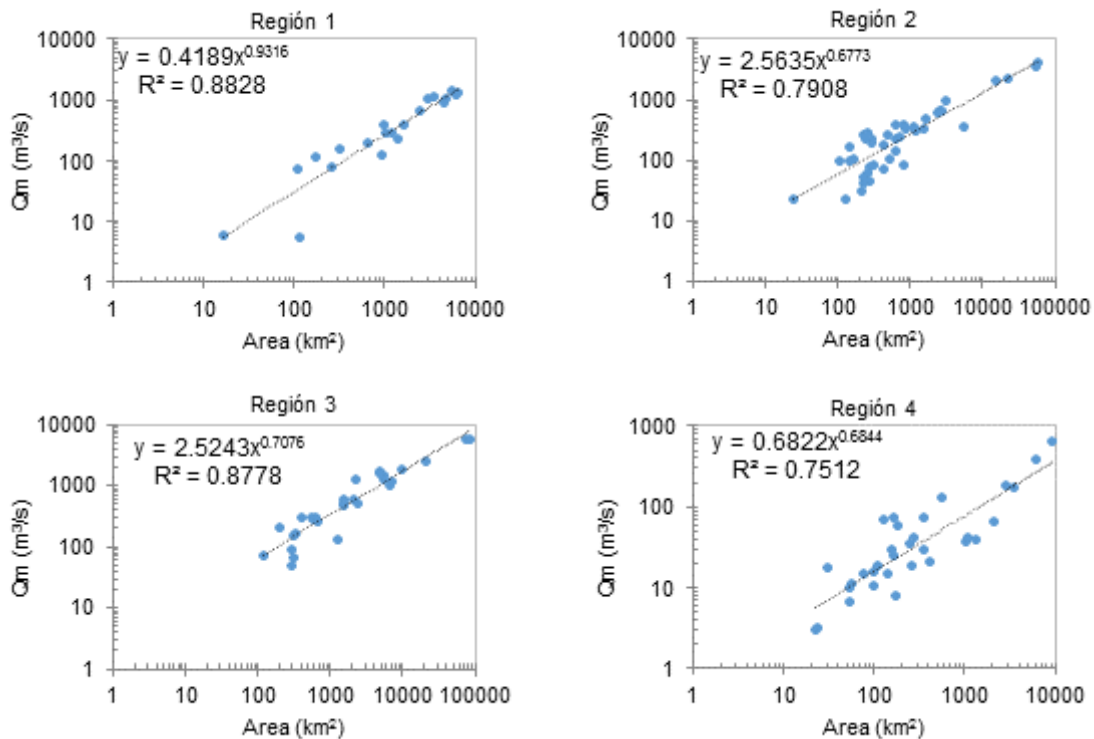 Región 1
y = 0.4189x^0.9316
R² = 0.8828
10000
1000
100
10
1
Qm (m³/s)
1 10 100 1000 10000
Area (km²)
Región 2
y = 2.5635x^0.6773
R² = 0.7908
10000
1000
100
10
1
Qm (m³/s)
1 10 100 1000 10000 100000
Area (km²)
Región 3
y = 2.5243x^0.7076
R² = 0.8778
10000
1000
100
10
1
Qm (m³/s)
1 10 100 1000 10000 100000
Area (km²)
Región 4
y = 0.6822x^0.6844
R² = 0.7512
1000
100
10
1
Qm (m³/s)
1 10 100 1000 10000
Area (km²)